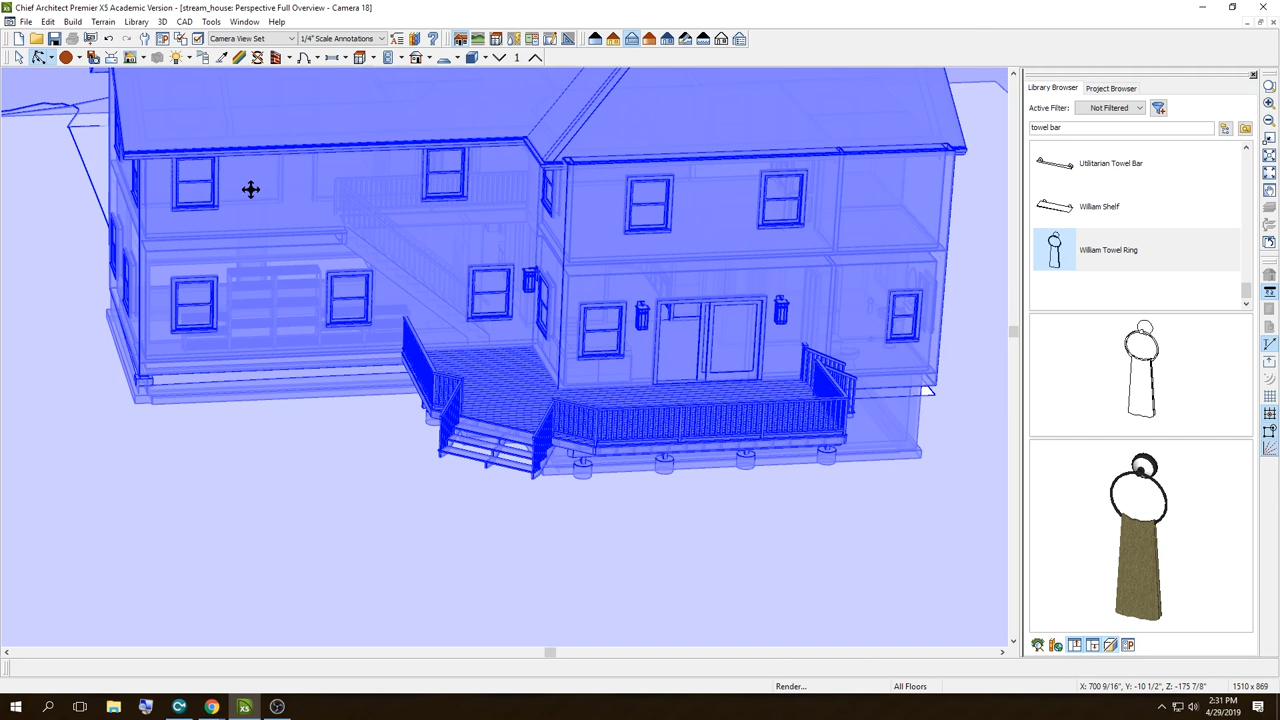 Chief Architect Premier X5 Academic Version - [stream_house: Perspective Full Overview - Camera 18]
File Edit Build Terrain Library 3D CAD Tools Window Help
Camera View Set
1/4" Scale Annotations
1
Library Browser
Project Browser
Active Filter:
Not Filtered
towel bar
Utilitarian Towel Bar
William Shelf
William Towel Ring
Render...
All Floors
X: 700 9/16", Y: -10 1/2", Z: -175 7/8"
1510 x 869
2:31 PM
4/29/2019